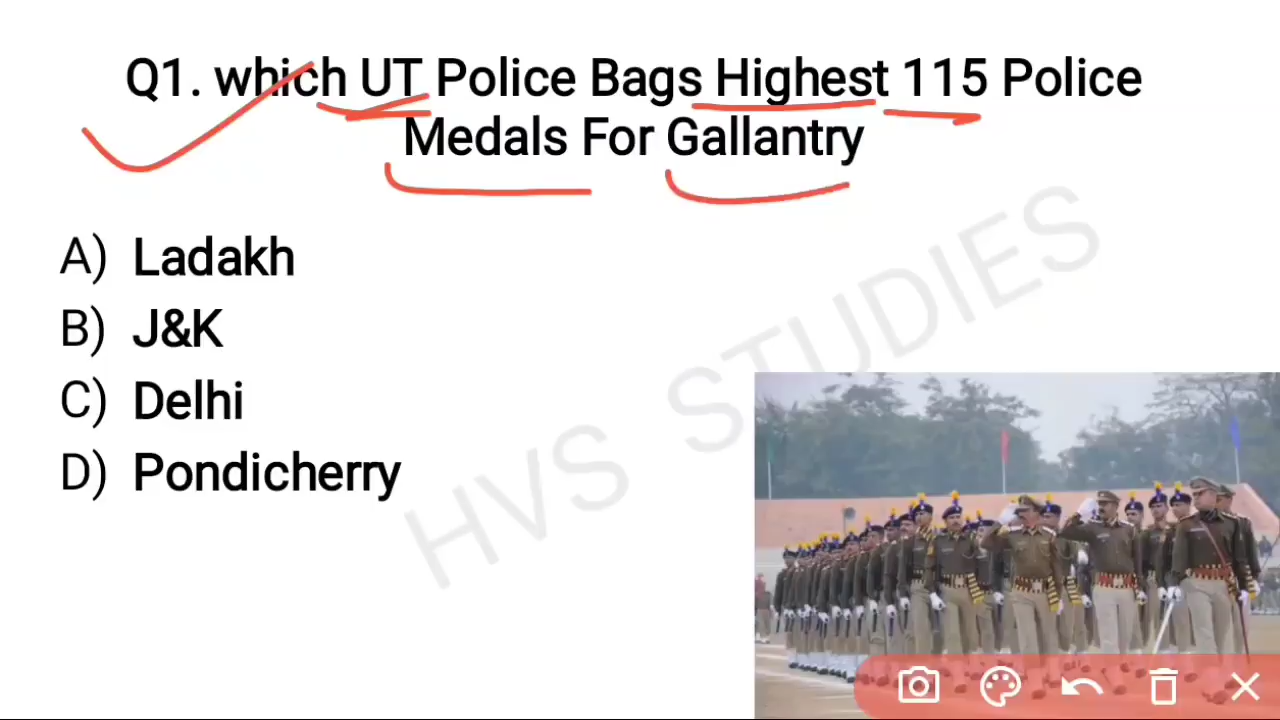 Q1. which UT Police Bags Highest 115 Police
Medals For Gallantry
A) Ladakh
B) J&K
C) Delhi
D) Pondicherry
HVS STUDIES